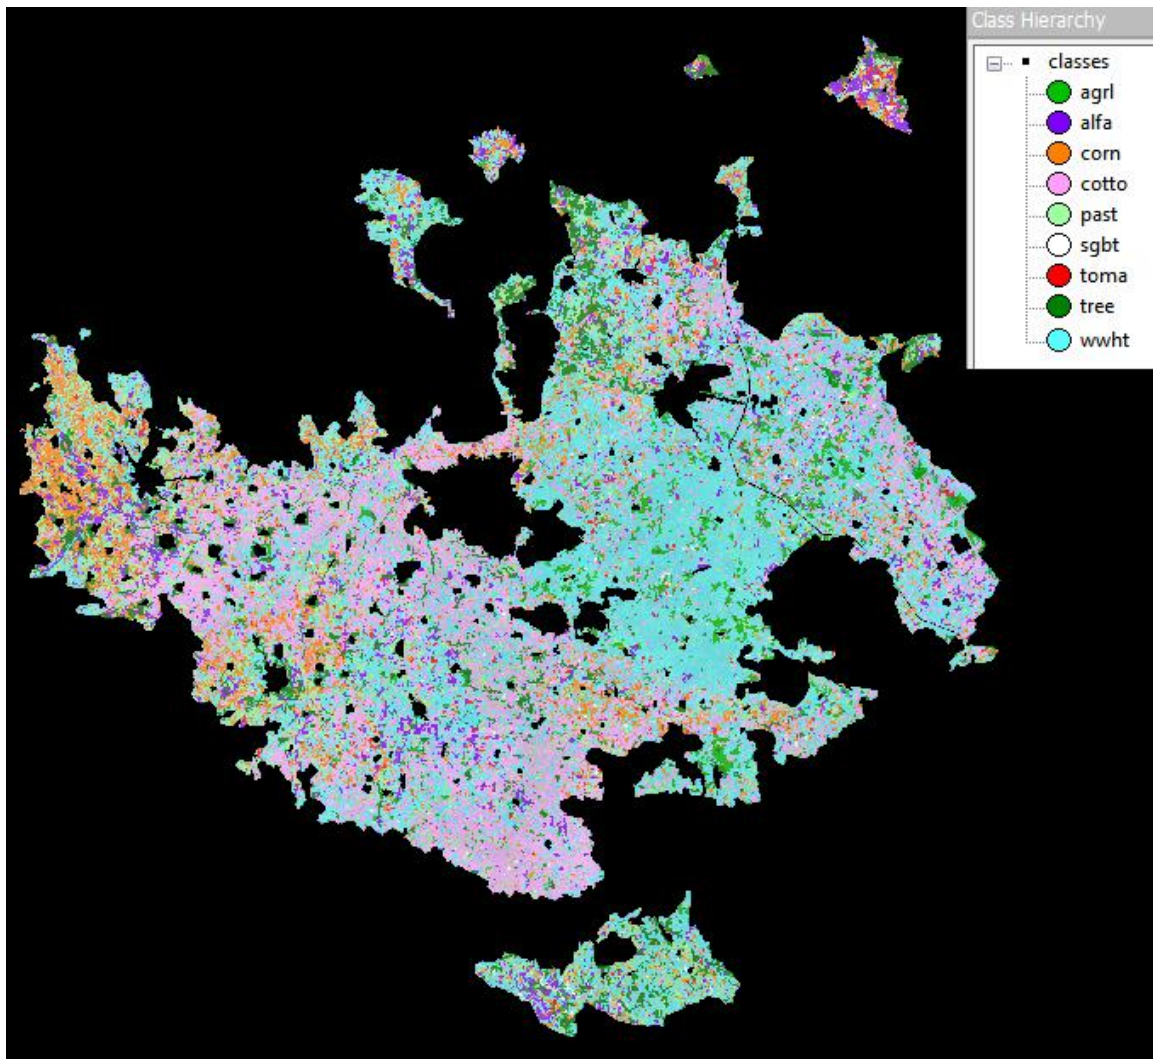 Class Hierarchy
classes
agrl
alfa
corn
cotto
past
sgbt
toma
tree
wwht